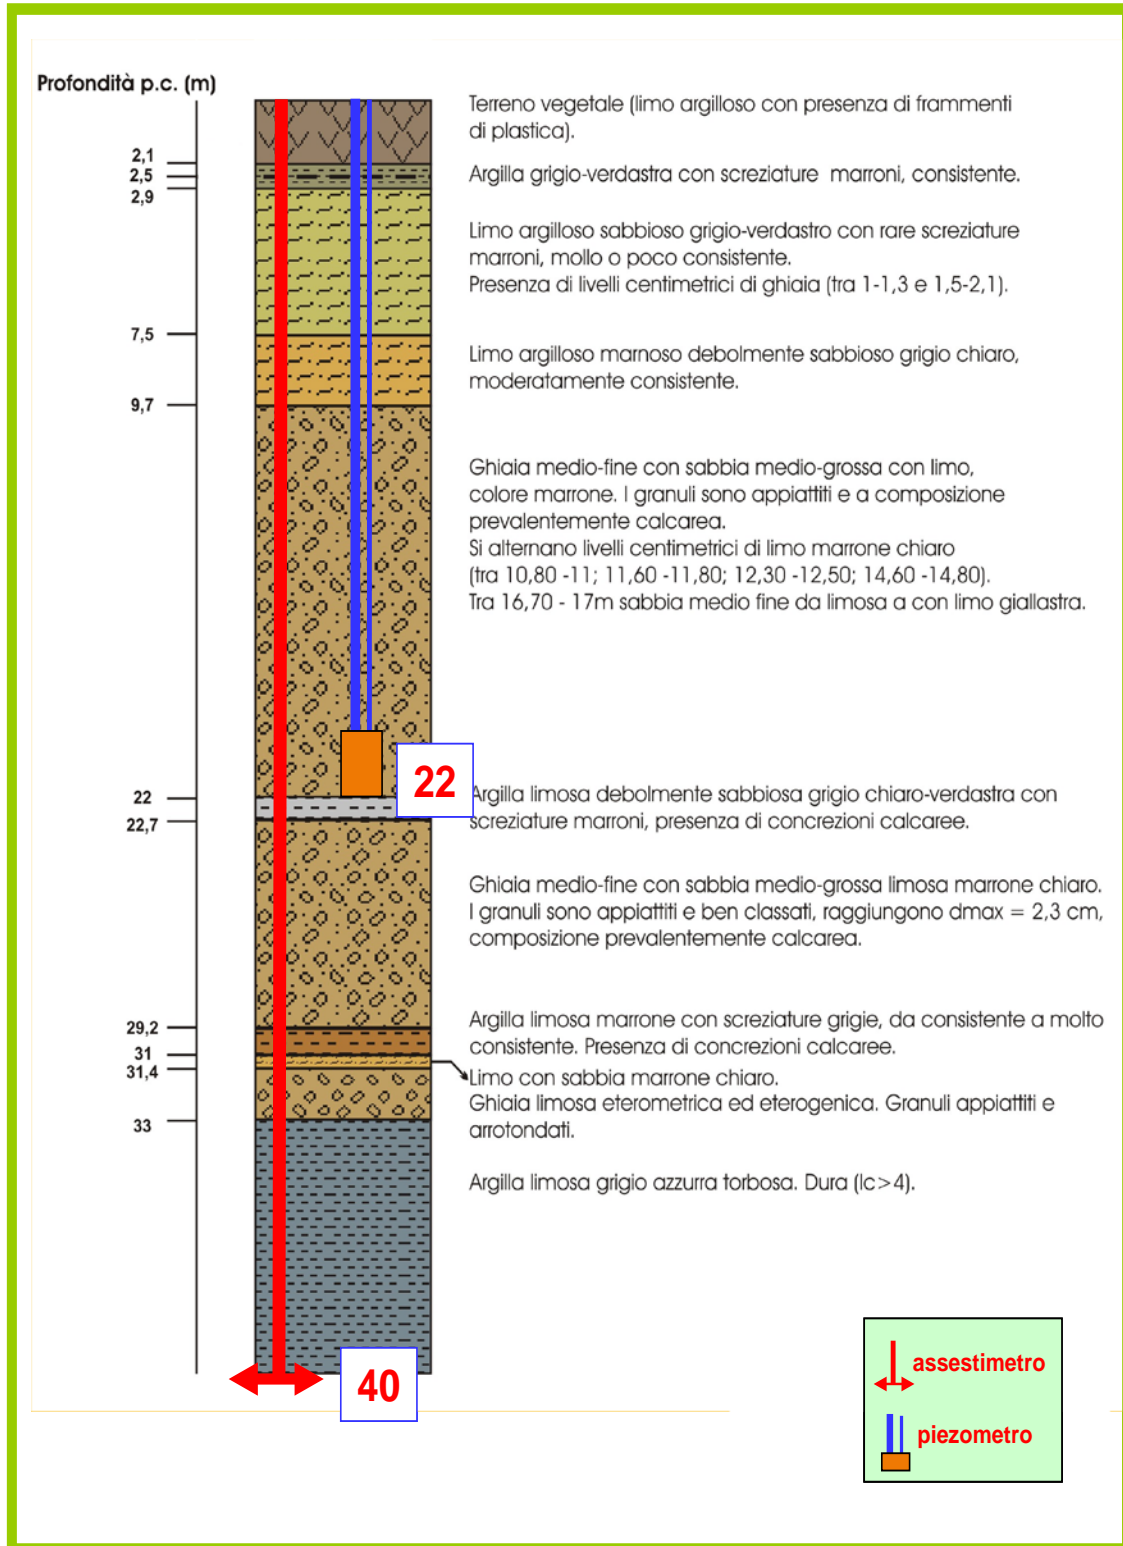 Profondità p.c. (m)
Terreno vegetale (limo argilloso con presenza di frammenti
di plastica).
2,1
2,5
Argilla grigio-verdastra con screziature marroni, consistente.
2,9
Limo argilloso sabbioso grigio-verdastro con rare screziature
marroni, mollo o poco consistente.
Presenza di livelli centimetrici di ghiaia (tra 1-1,3 e 1,5-2,1).
7,5
Limo argilloso marnoso debolmente sabbioso grigio chiaro,
moderatamente consistente.
9,7
Ghiaia medio-fine con sabbia medio-grossa con limo,
colore marrone. I granuli sono appiattiti e a composizione
prevalentemente calcarea.
Si alternano livelli centimetrici di limo marrone chiaro
(tra 10,80 -11; 11,60 -11,80; 12,30 -12,50; 14,60 -14,80).
Tra 16,70 - 17m sabbia medio fine da limosa a con limo giallastra.
22
22
Argilla limosa debolmente sabbiosa grigio chiaro-verdastra con
screziature marroni, presenza di concrezioni calcaree.
22,7
Ghiaia medio-fine con sabbia medio-grossa limosa marrone chiaro.
I granuli sono appiattiti e ben classati, raggiungono dmax = 2,3 cm,
composizione prevalentemente calcarea.
29,2
Argilla limosa marrone con screziature grigie, da consistente a molto
consistente. Presenza di concrezioni calcaree.
31
31,4
Limo con sabbia marrone chiaro.
Ghiaia limosa eterometrica ed eterogenica. Granuli appiattiti e
arrotondati.
33
Argilla limosa grigio azzurra torbosa. Dura (Ic>4).
40
assestimetro
piezometro